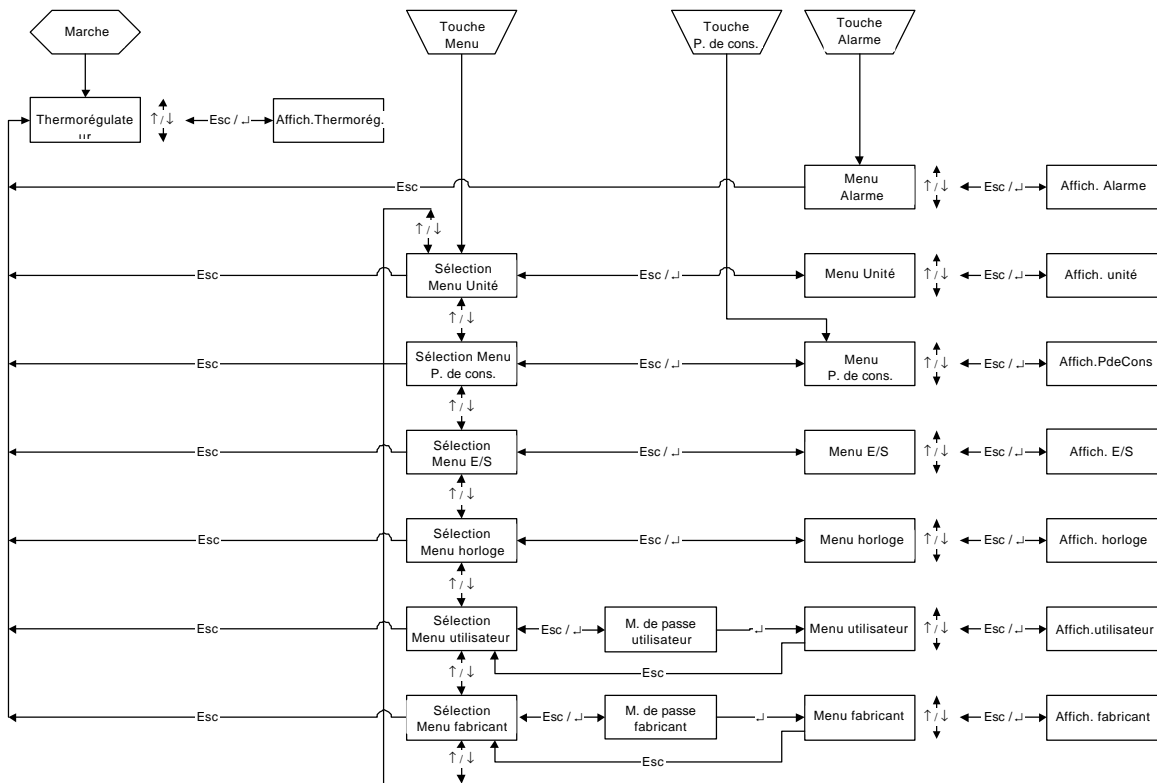 Marche
Touche
Menu
Touche
P. de cons.
Touche
Alarme
Thermorégulate
ur
↑/↓
Esc / ↵
Affich.Thermorég.
Esc
Menu
Alarme
↑/↓
Esc / ↵
Affich. Alarme
↑/↓
Esc
Sélection
Menu Unité
Esc / ↵
Menu Unité
↑/↓
Esc / ↵
Affich. unité
↑/↓
Esc
Sélection Menu
P. de cons.
Esc / ↵
Menu
P. de cons.
↑/↓
Esc / ↵
Affich.PdeCons
↑/↓
Esc
Sélection
Menu E/S
Esc / ↵
Menu E/S
↑/↓
Esc / ↵
Affich. E/S
↑/↓
Esc
Sélection
Menu horloge
Esc / ↵
Menu horloge
↑/↓
Esc / ↵
Affich. horloge
↑/↓
Esc
Sélection
Menu utilisateur
Esc / ↵
M. de passe
utilisateur
↵
Menu utilisateur
↑/↓
Esc / ↵
Affich.utilisateur
Esc
↑/↓
Esc
Sélection
Menu fabricant
Esc / ↵
M. de passe
fabricant
↵
Menu fabricant
↑/↓
Esc / ↵
Affich. fabricant
Esc
↑/↓